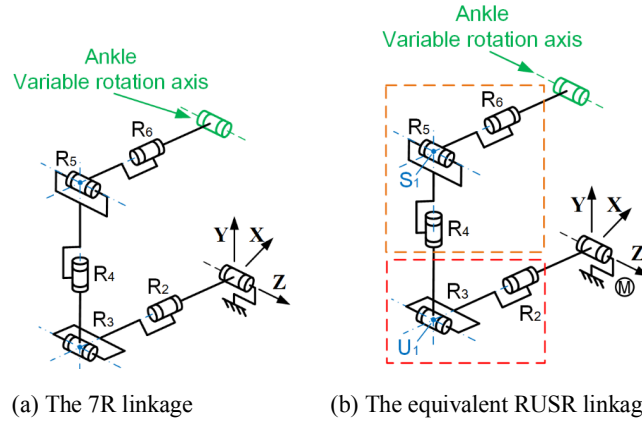 Ankle
Variable rotation axis
R6
R5
R4
Y
X
Z
R2
R3
Ankle
Variable rotation axis
R6
R5
S1
R4
Y
X
Z
M
R3
R2
U1
(a) The 7R linkage
(b) The equivalent RUSR linkag